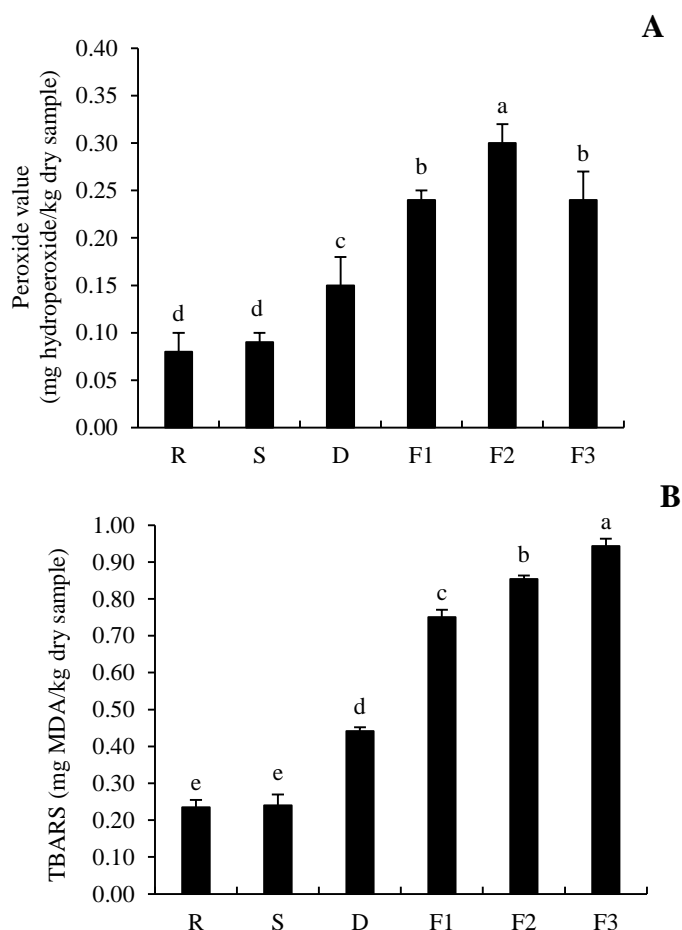 A
Peroxide value
(mg hydroperoxide/kg dry sample)
0.40
0.35
0.30
0.25
0.20
0.15
0.10
0.05
0.00
d
d
c
b
a
b
R S D F1 F2 F3
B
TBARS (mg MDA/kg dry sample)
1.00
0.90
0.80
0.70
0.60
0.50
0.40
0.30
0.20
0.10
0.00
e
e
d
c
b
a
R S D F1 F2 F3